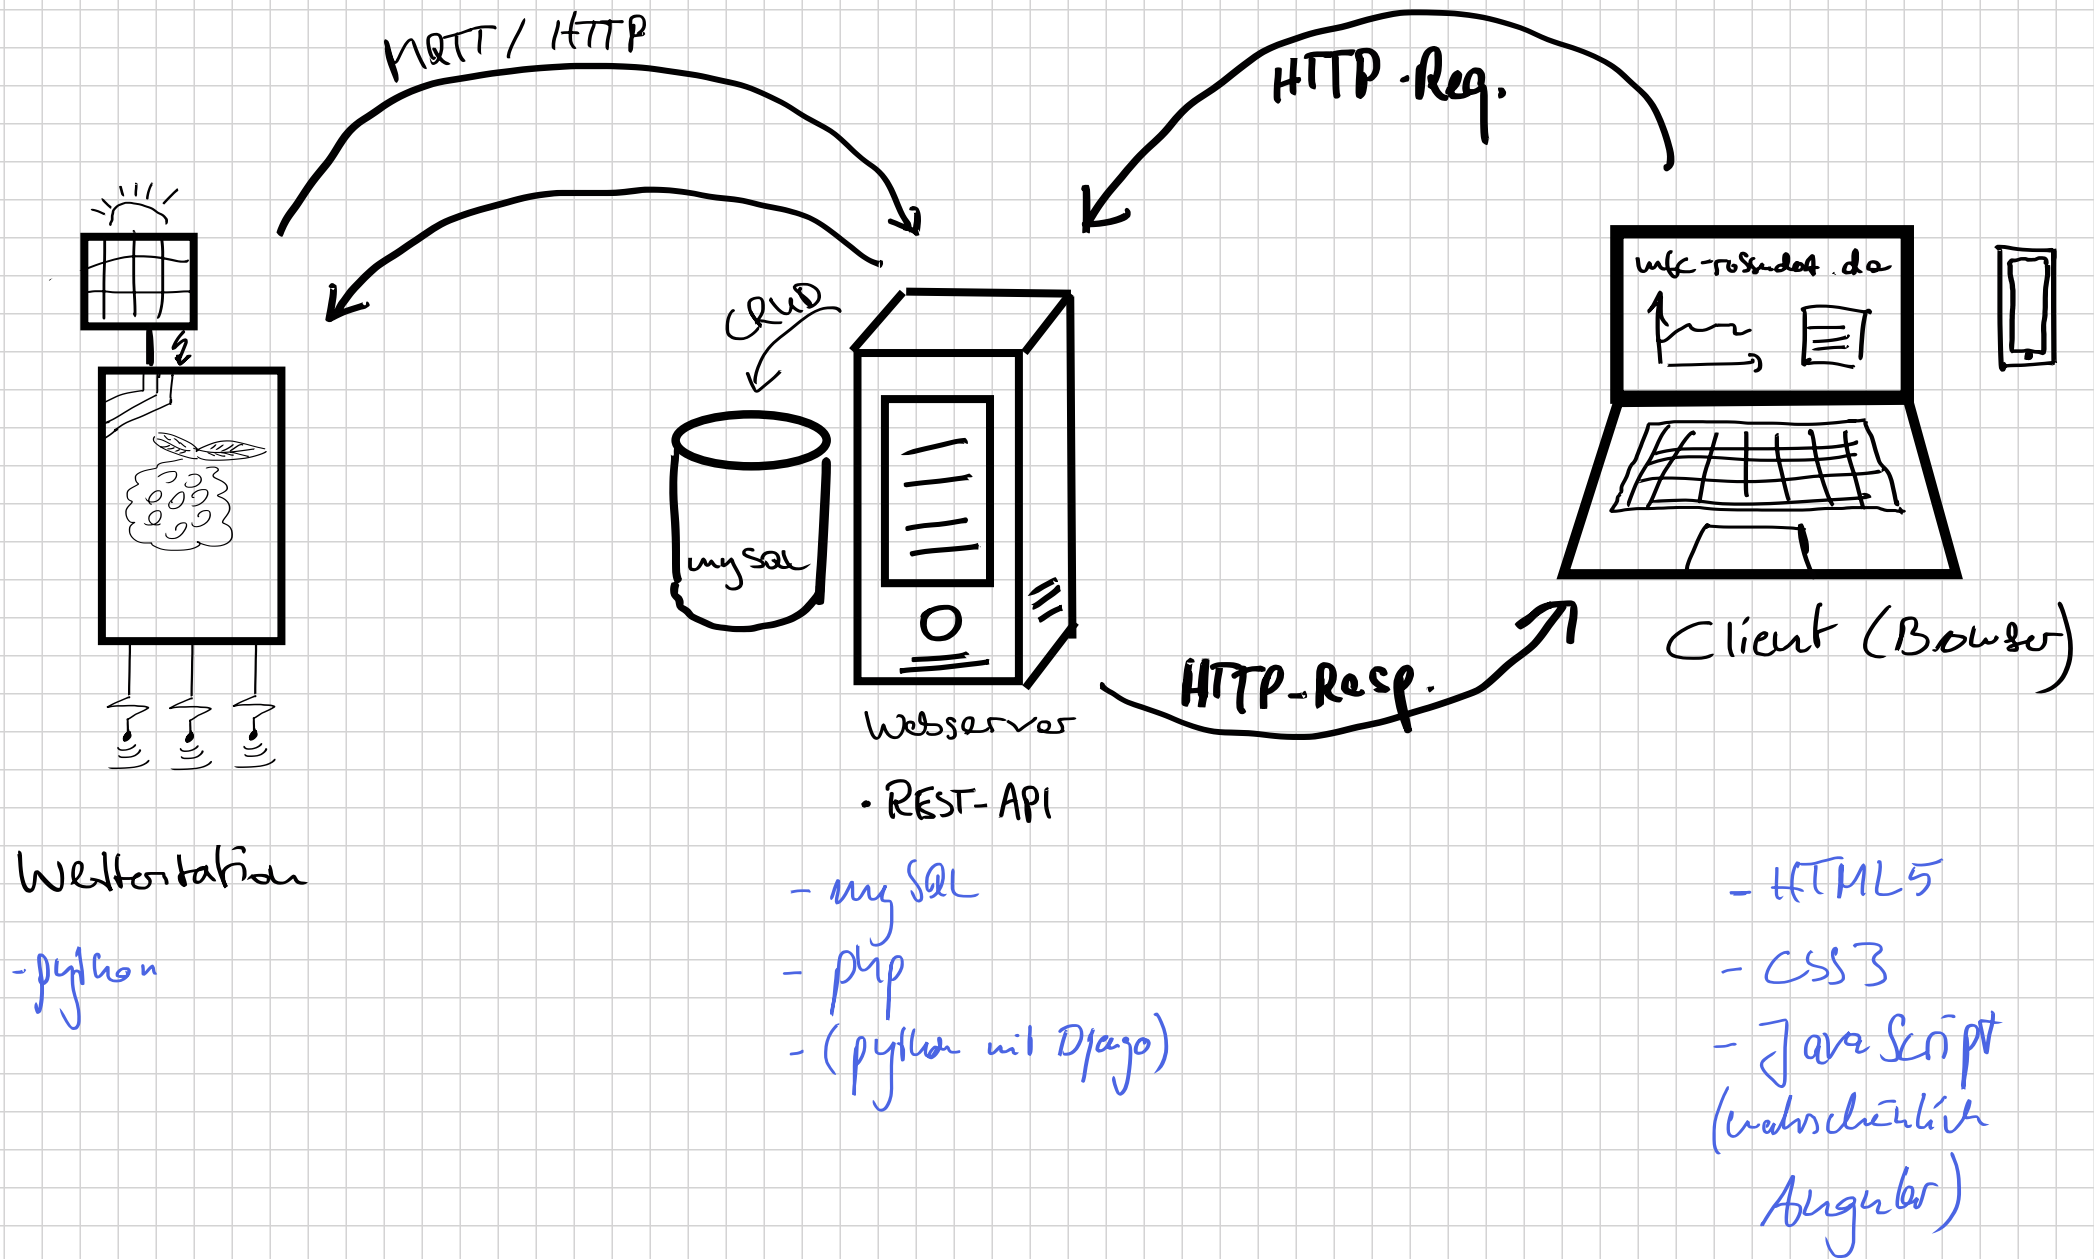 MQTT / HTTP
HTTP-Req.
CRUD
mySQL
Webserver
• REST-API
- mySQL
- php
- (python mit Django)
HTTP-Resp.
Client (Browser)
- HTML5
- CSS3
- JavaScript
(wahrscheinlich
Angular)
Wetterstation
- python